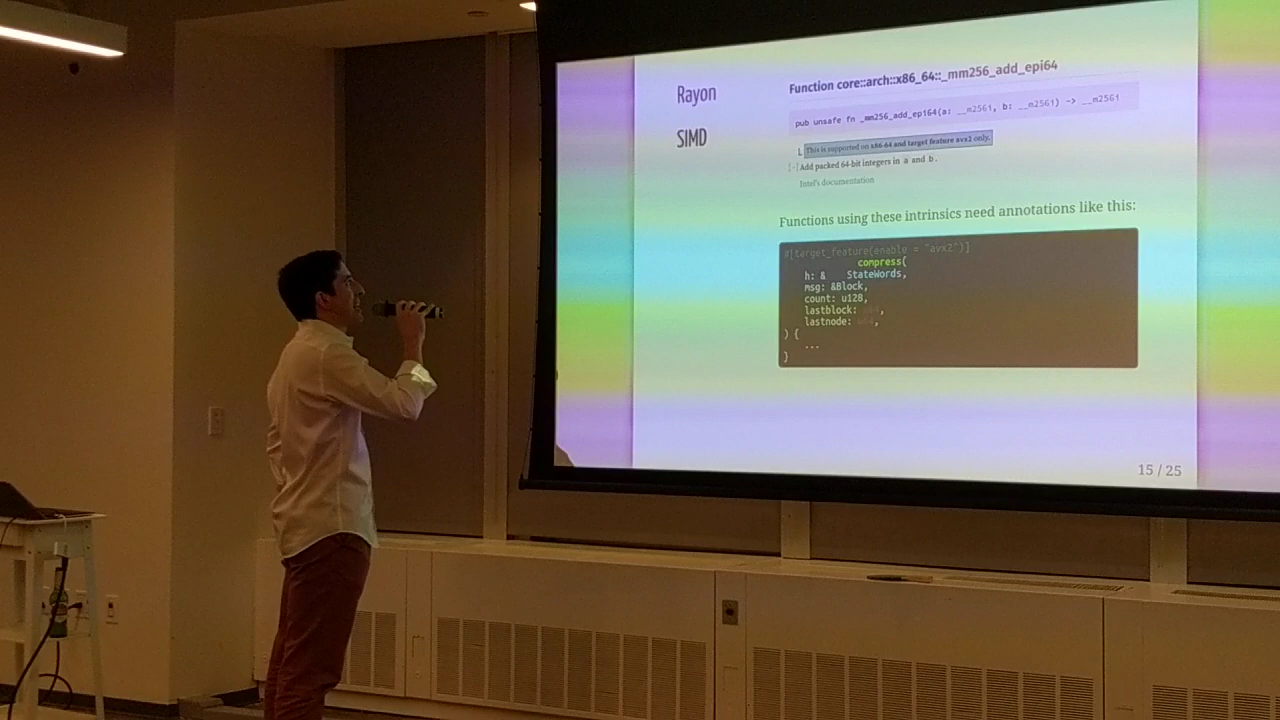 Rayon
SIMD
Function core::arch::x86_64::_mm256_add_epi64
pub unsafe fn _mm256_add_epi64(a: __m256i, b: __m256i) -> __m256i
This is supported on x86-64 and target feature avx2 only.
[-] Add packed 64-bit integers in a and b.
Intel's documentation
Functions using these intrinsics need annotations like this:
#[target_feature(enable = "avx2")]
compress(
h: & StateWords,
msg: &Block,
count: u128,
lastblock: ,
lastnode: ,
) {
...
}
15 / 25